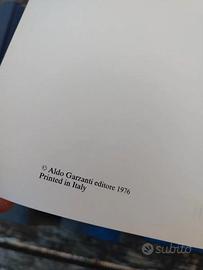 © Aldo Garzanti editore 1976
Printed in Italy
subito